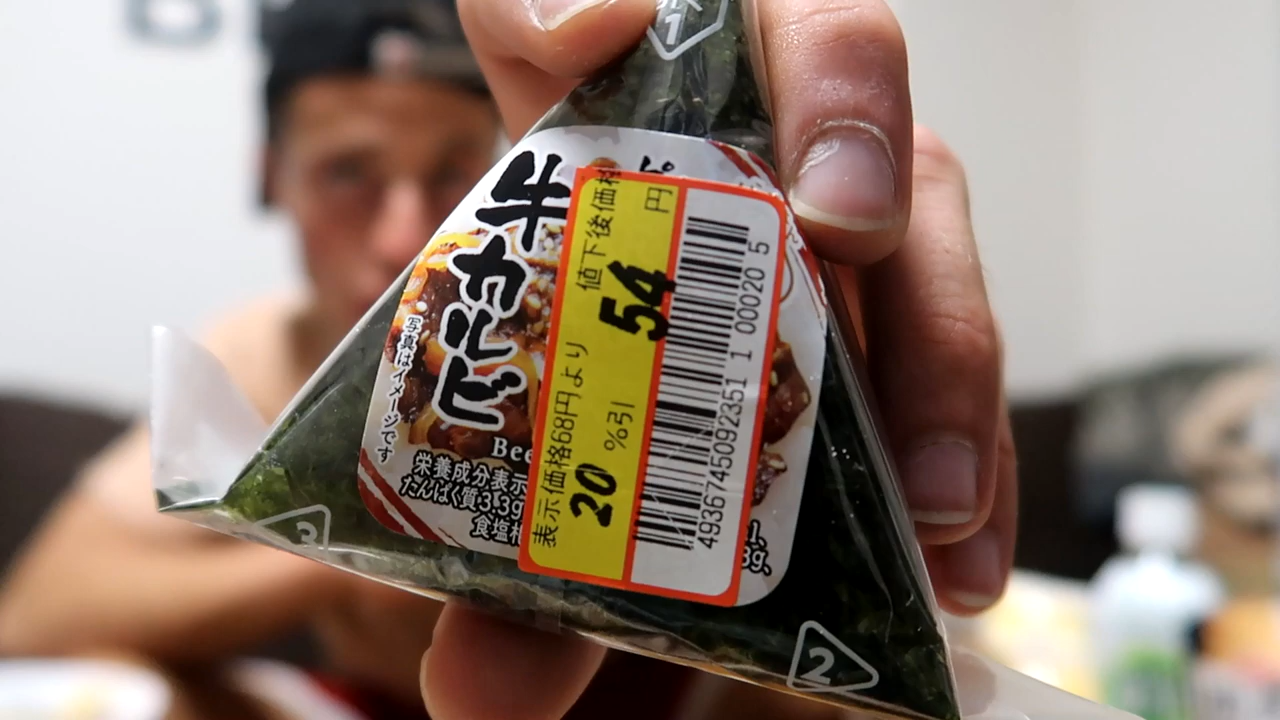 1
牛カルビ
写真はイメージです
Bee
栄養成分表示
たんぱく質3.3g
食塩相
表示価格68円より
20 %引
値下後価格
54
円
4936745092351 1 00020 5
3
2